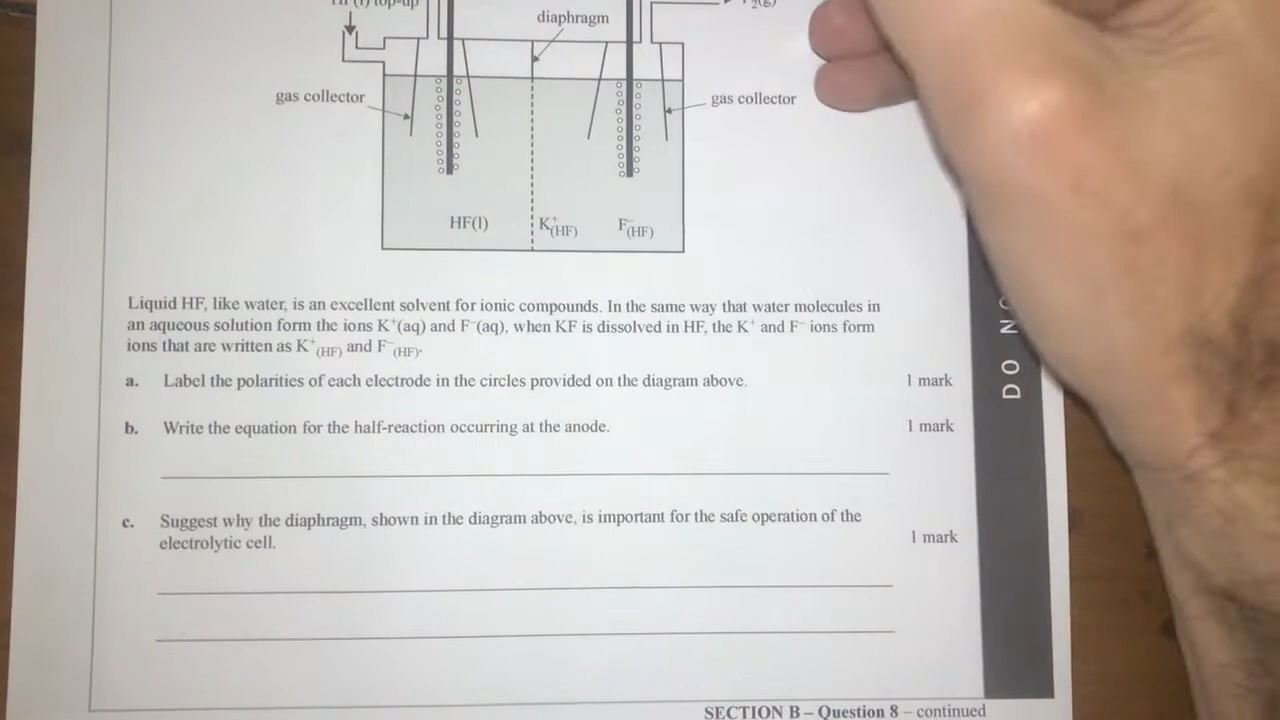 top-up
diaphragm
gas collector
gas collector
HF(l)
K⁺(HF)
F⁻(HF)
Liquid HF, like water, is an excellent solvent for ionic compounds. In the same way that water molecules in
an aqueous solution form the ions K⁺(aq) and F⁻(aq), when KF is dissolved in HF, the K⁺ and F⁻ ions form
ions that are written as K⁺(HF) and F⁻(HF).
a. Label the polarities of each electrode in the circles provided on the diagram above. 1 mark
b. Write the equation for the half-reaction occurring at the anode. 1 mark
c. Suggest why the diaphragm, shown in the diagram above, is important for the safe operation of the
electrolytic cell. 1 mark
DO
SECTION B – Question 8 – continued